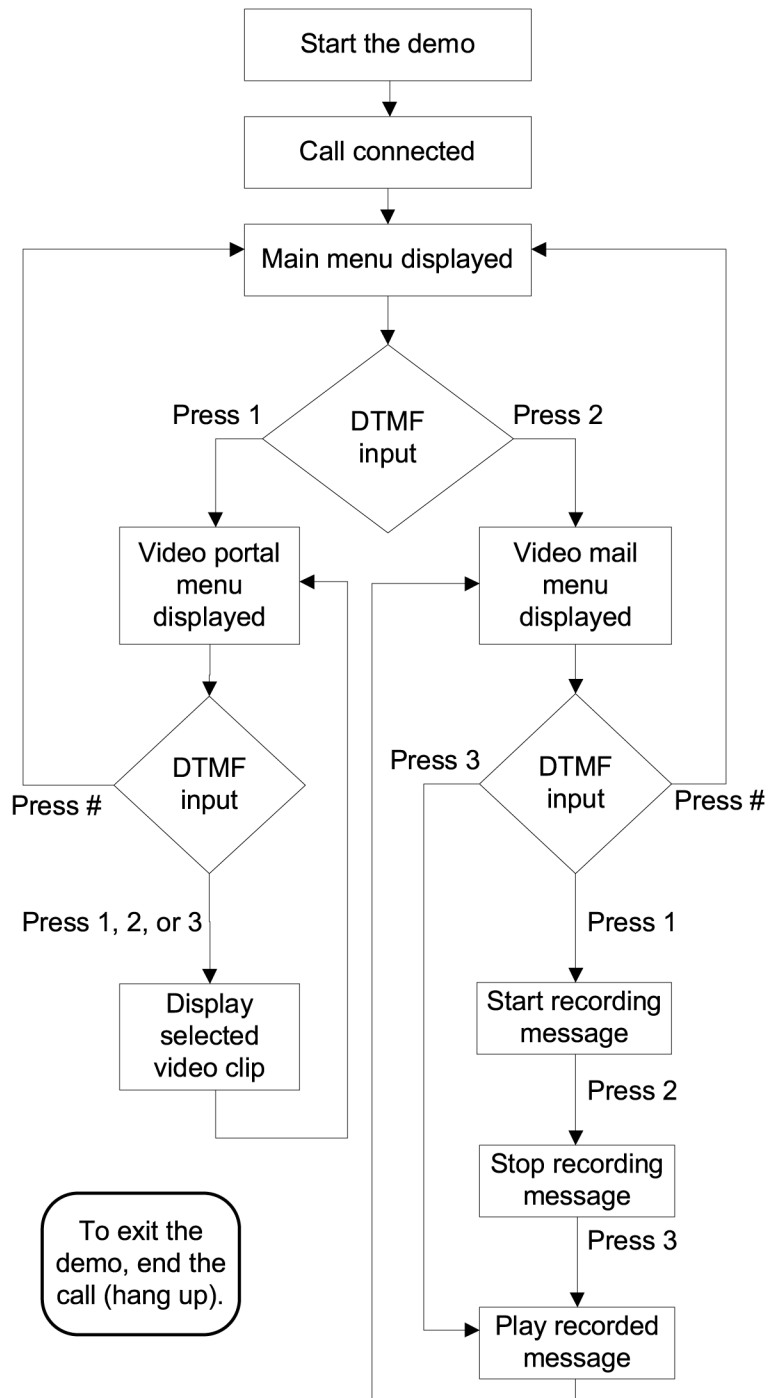 Start the demo
Call connected
Main menu displayed
Press 1
DTMF
input
Press 2
Video portal
menu
displayed
Video mail
menu
displayed
DTMF
input
Press #
Press 3
DTMF
input
Press #
Press 1, 2, or 3
Press 1
Display
selected
video clip
Start recording
message
Press 2
Stop recording
message
Press 3
To exit the
demo, end the
call (hang up).
Play recorded
message